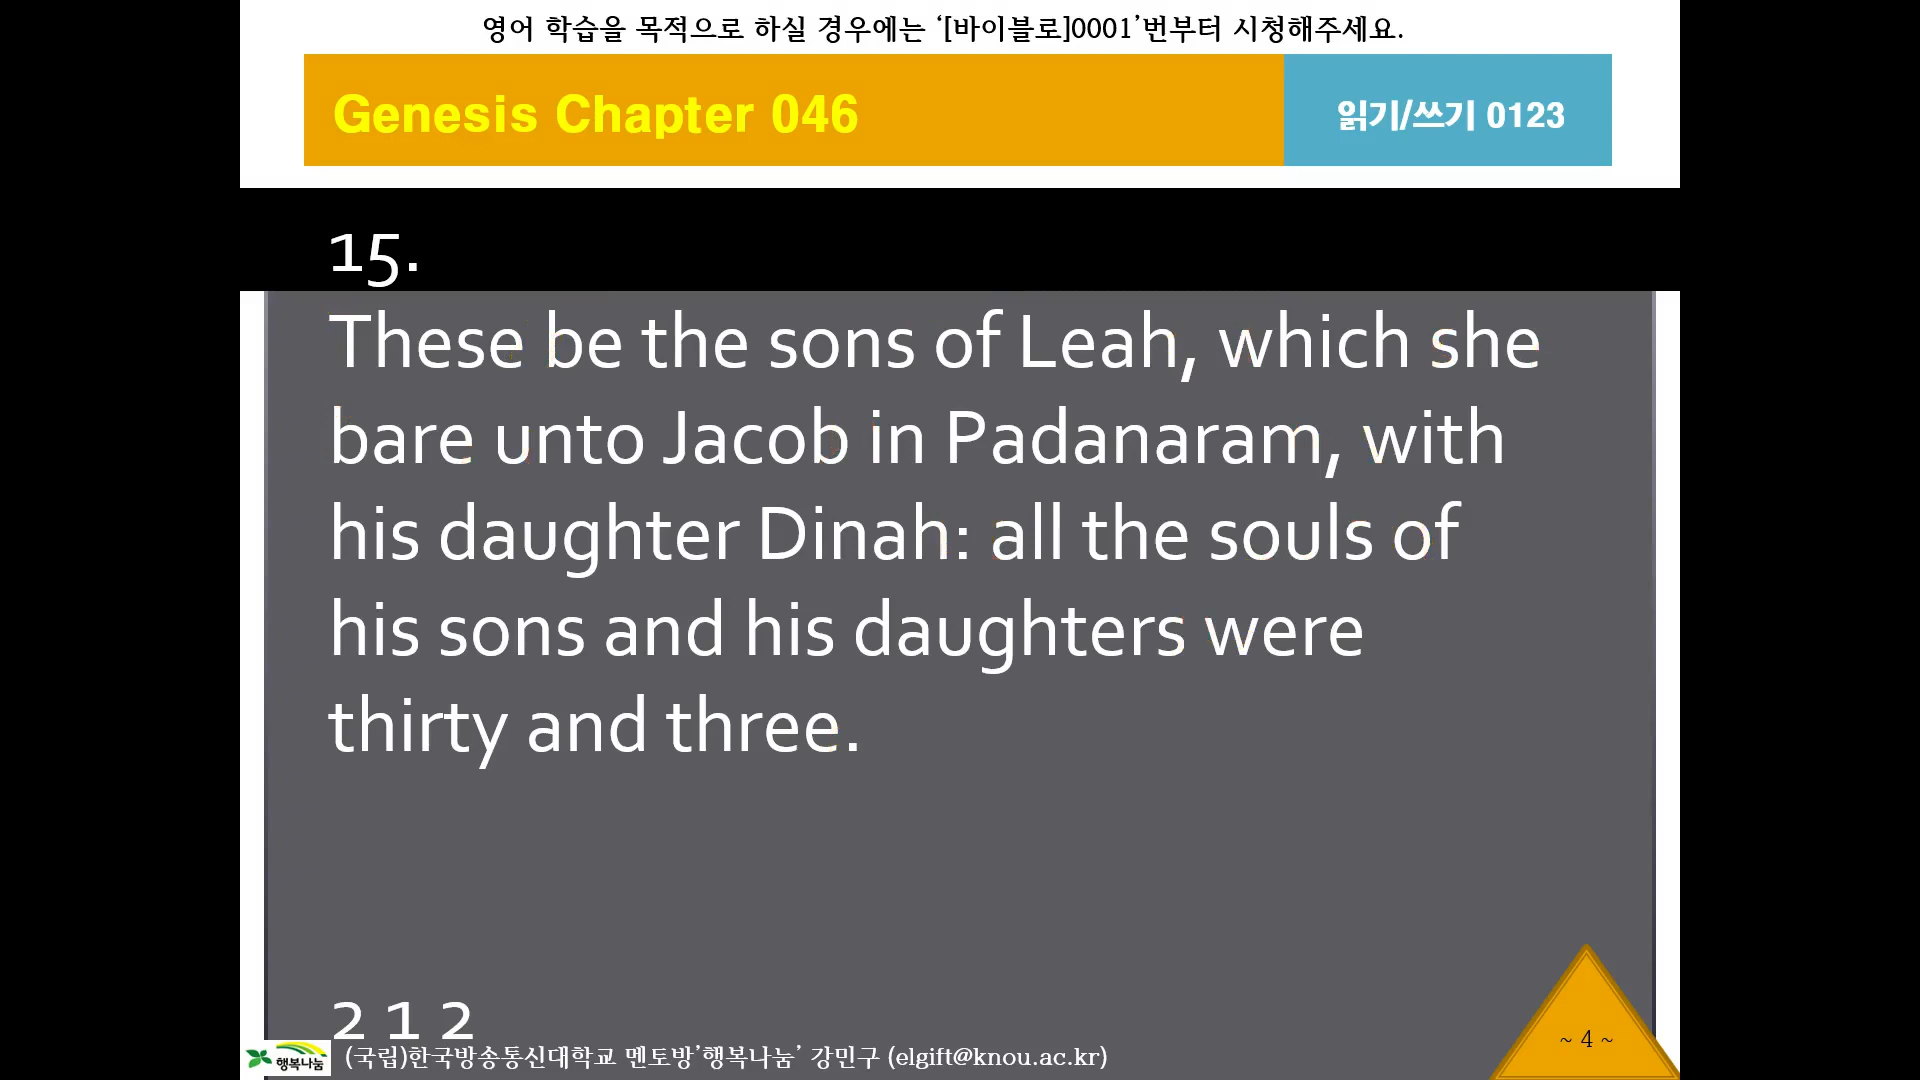 영어 학습을 목적으로 하실 경우에는 ‘[바이블로]0001’번부터 시청해주세요.
Genesis Chapter 046
읽기/쓰기 0123
15.
These be the sons of Leah, which she
bare unto Jacob in Padanaram, with
his daughter Dinah: all the souls of
his sons and his daughters were
thirty and three.
2 1 2
행복나눔
(국립)한국방송통신대학교 멘토방’행복나눔’ 강민구 (elgift@knou.ac.kr)
~ 4 ~